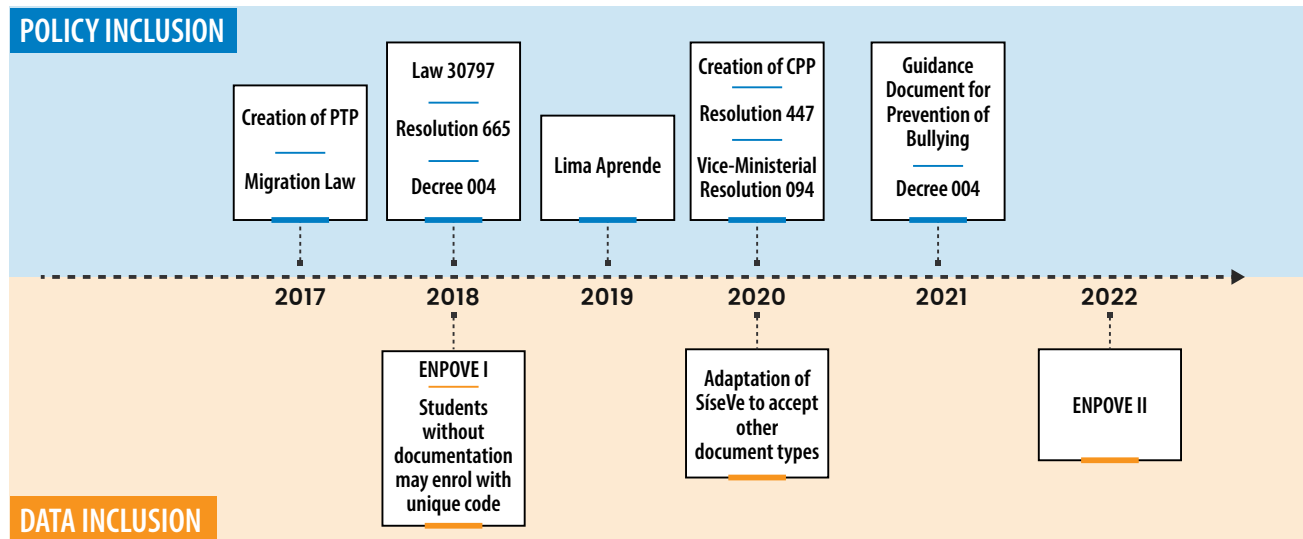 POLICY INCLUSION
Creation of PTP
Migration Law
Law 30797
Resolution 665
Decree 004
Lima Aprende
Creation of CPP
Resolution 447
Vice-Ministerial
Resolution 094
Guidance
Document for
Prevention of
Bullying
Decree 004
2017
2018
2019
2020
2021
2022
ENPOVE I
Students
without
documentation
may enrol with
unique code
Adaptation of
SíseVe to accept
other
document types
ENPOVE II
DATA INCLUSION